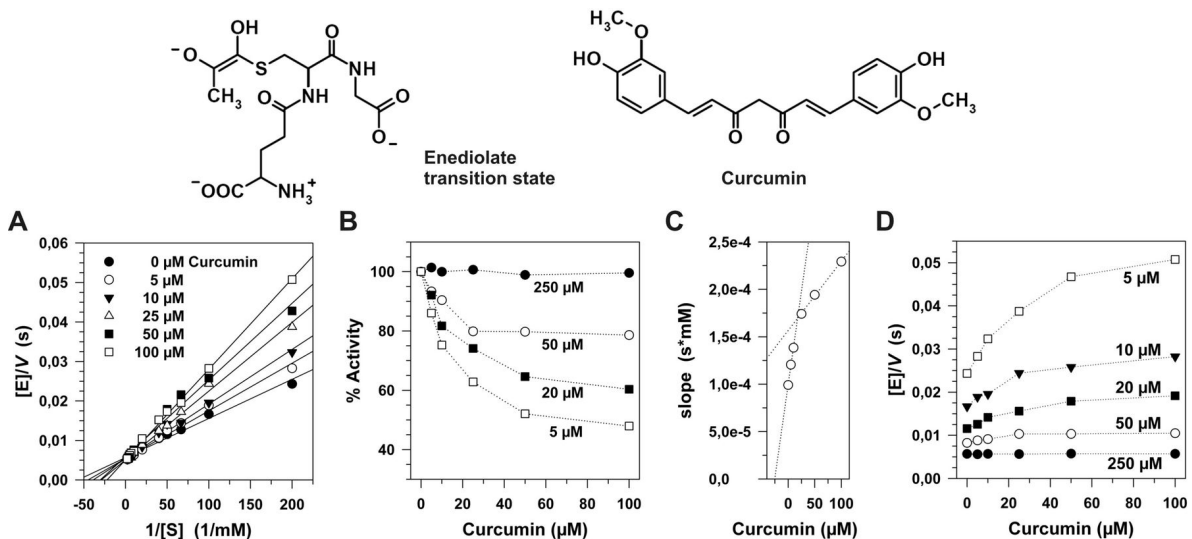 OH
⁻O
S
CH₃
O
NH
O
NH
O
O⁻
⁻OOC
NH₃⁺
Enediolate
transition state
H₃C
O
HO
O
O
OH
O
CH₃
Curcumin
A
0,06
0,05
0,04
0,03
0,02
0,01
0,00
[E]/V (s)
0 µM Curcumin
5 µM
10 µM
25 µM
50 µM
100 µM
-50 0 50 100 150 200
1/[S] (1/mM)
B
100
80
60
40
% Activity
250 µM
50 µM
20 µM
5 µM
0 20 40 60 80 100
Curcumin (µM)
C
2,5e-4
2,0e-4
1,5e-4
1,0e-4
5,0e-5
0,0
slope (s*mM)
0 50 100
Curcumin (µM)
D
0,05
0,04
0,03
0,02
0,01
0,00
[E]/V (s)
5 µM
10 µM
20 µM
50 µM
250 µM
0 20 40 60 80 100
Curcumin (µM)